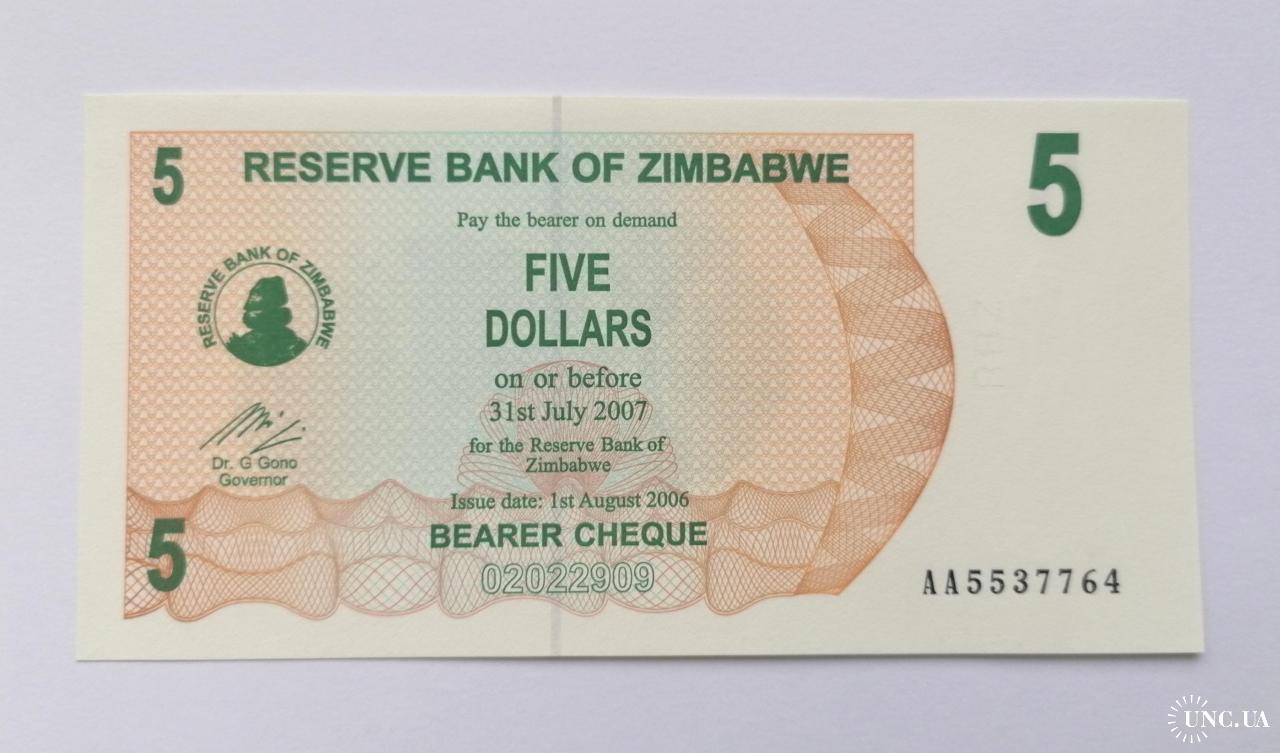 5
RESERVE BANK OF ZIMBABWE
5
Pay the bearer on demand
FIVE
DOLLARS
RESERVE BANK OF ZIMBABWE
on or before
31st July 2007
for the Reserve Bank of
Zimbabwe
Dr. G Gono
Governor
Issue date: 1st August 2006
BEARER CHEQUE
5
02022909
AA5537764
UNC.UA